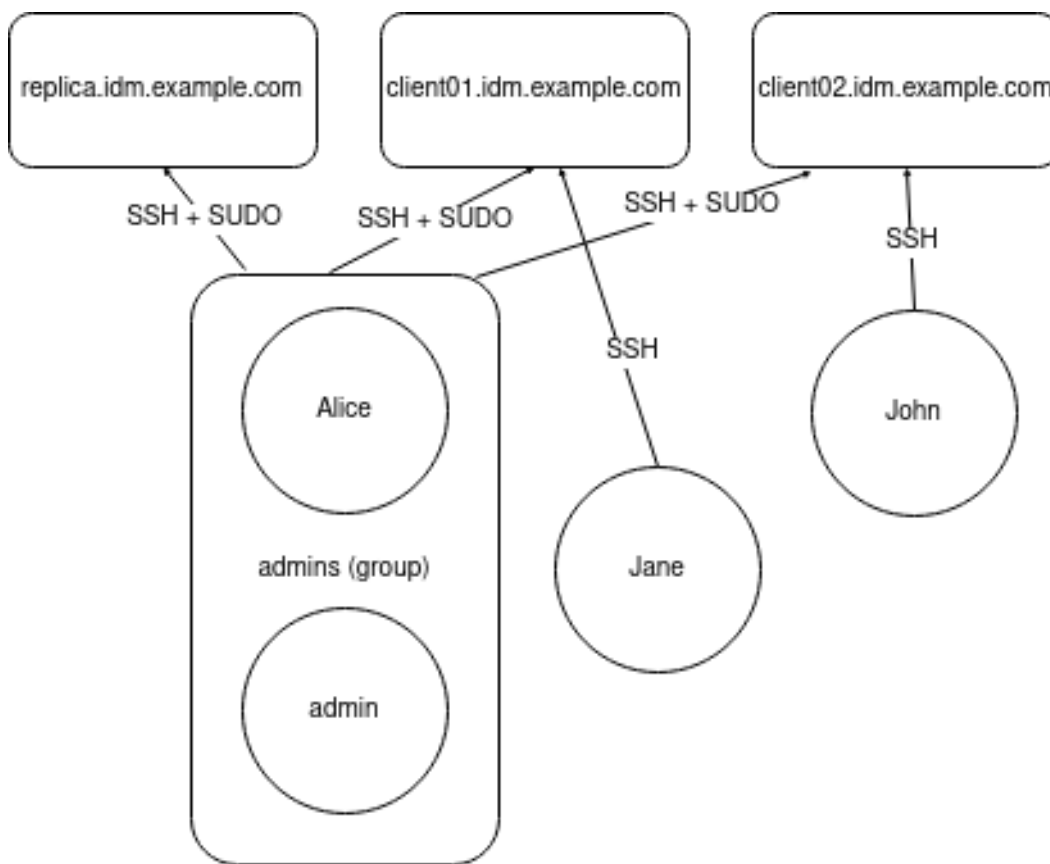 replica.idm.example.com
client01.idm.example.com
client02.idm.example.com
SSH + SUDO
SSH + SUDO
SSH + SUDO
SSH
SSH
Alice
John
admins (group)
Jane
admin